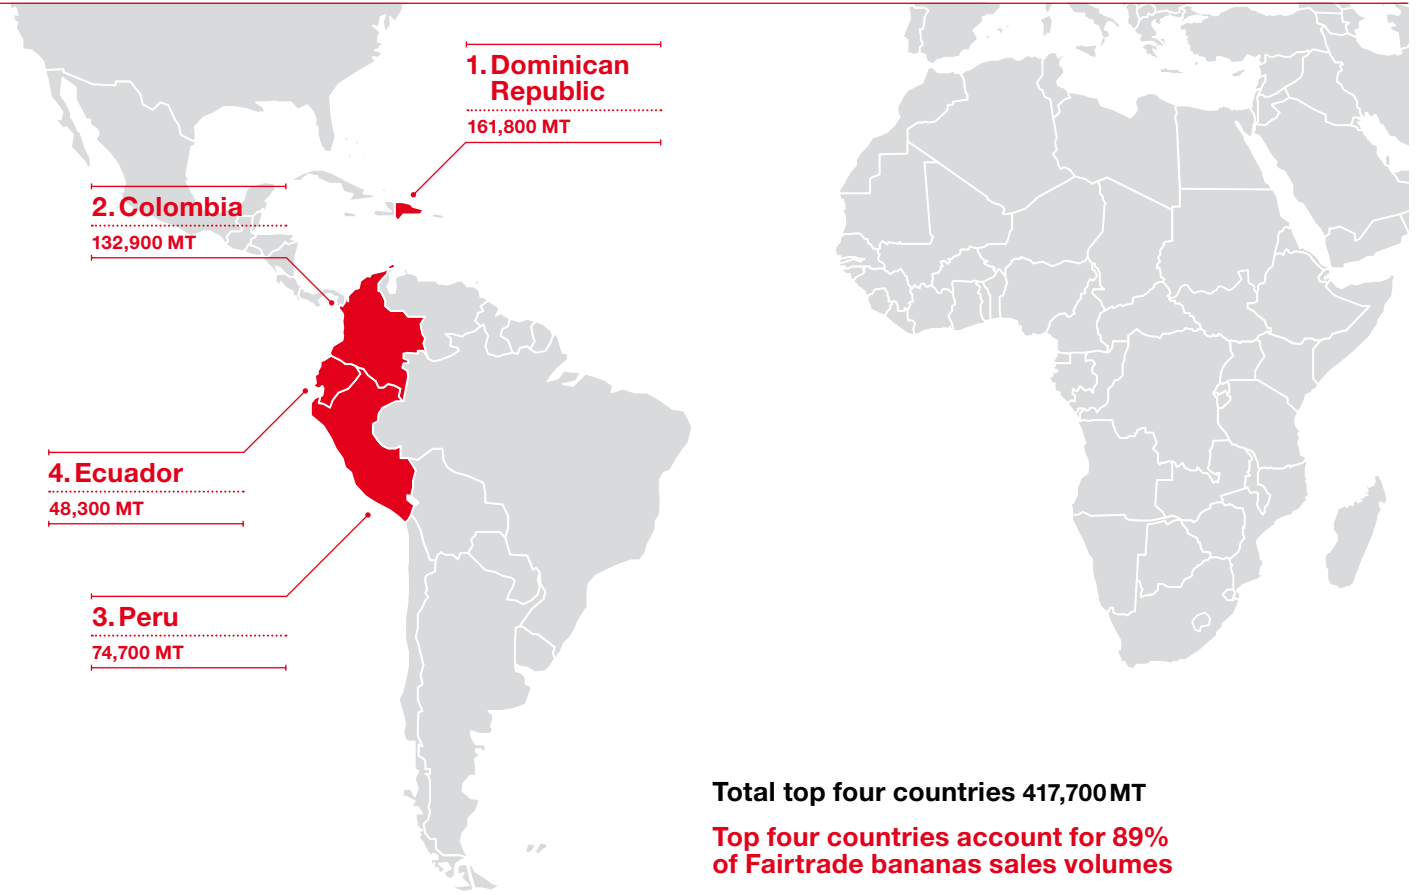 1. Dominican
Republic
161,800 MT
2. Colombia
132,900 MT
4. Ecuador
48,300 MT
3. Peru
74,700 MT
Total top four countries 417,700 MT
Top four countries account for 89%
of Fairtrade bananas sales volumes